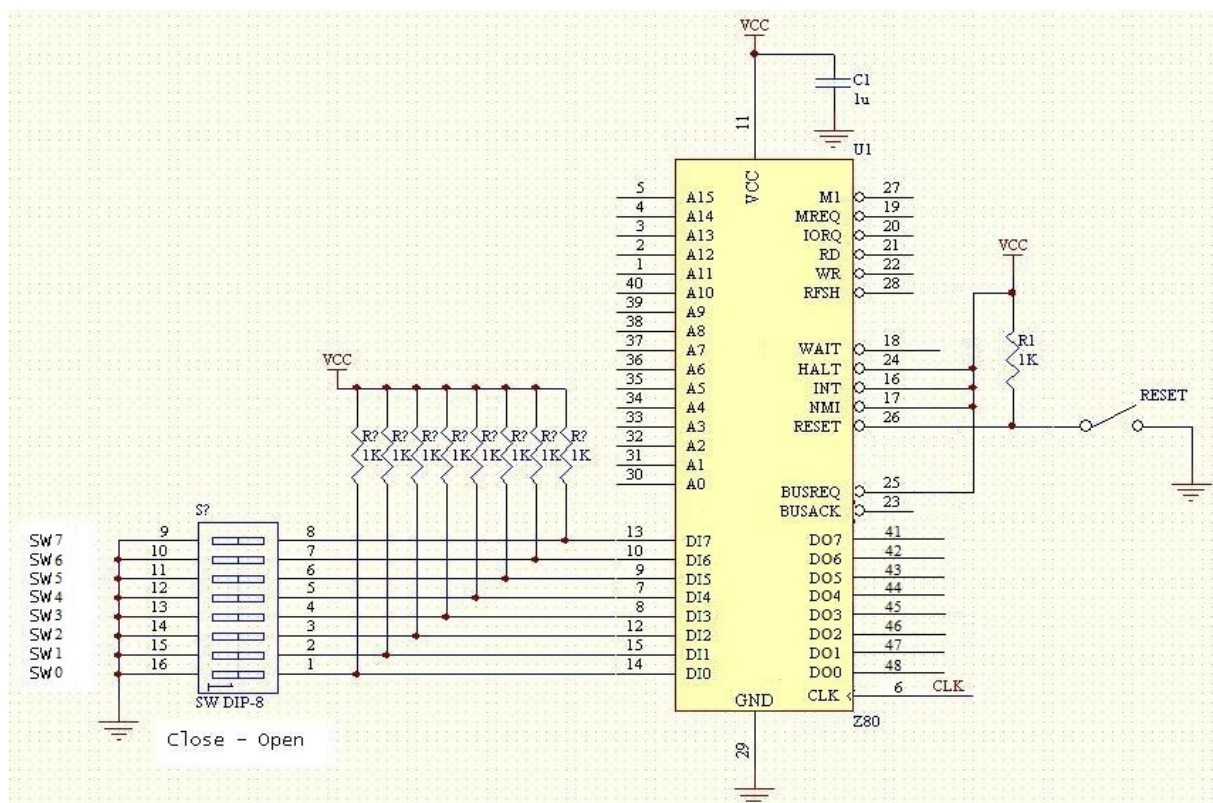 VCC
C1
1u
11
U1
VCC
5 A15
4 A14
3 A13
2 A12
1 A11
40 A10
39 A9
38 A8
37 A7
36 A6
35 A5
34 A4
33 A3
32 A2
31 A1
30 A0
M1 27
MREQ 19
IORQ 20
RD 21
WR 22
RFSH 28
WAIT 18
HALT 24
INT 16
NMI 17
RESET 26
BUSREQ 25
BUSACK 23
VCC
R1
1K
RESET
VCC
R? R? R? R? R? R? R? R?
1K 1K 1K 1K 1K 1K 1K 1K
S?
SW7 9 8 13 DI7
SW6 10 7 10 DI6
SW5 11 6 9 DI5
SW4 12 5 7 DI4
SW3 13 4 8 DI3
SW2 14 3 12 DI2
SW1 15 2 15 DI1
SW0 16 1 14 DI0
SW DIP-8
Close - Open
DO7 41
DO6 42
DO5 43
DO4 44
DO3 45
DO2 46
DO1 47
DO0 48
CLK 6 CLK
GND
Z80
29